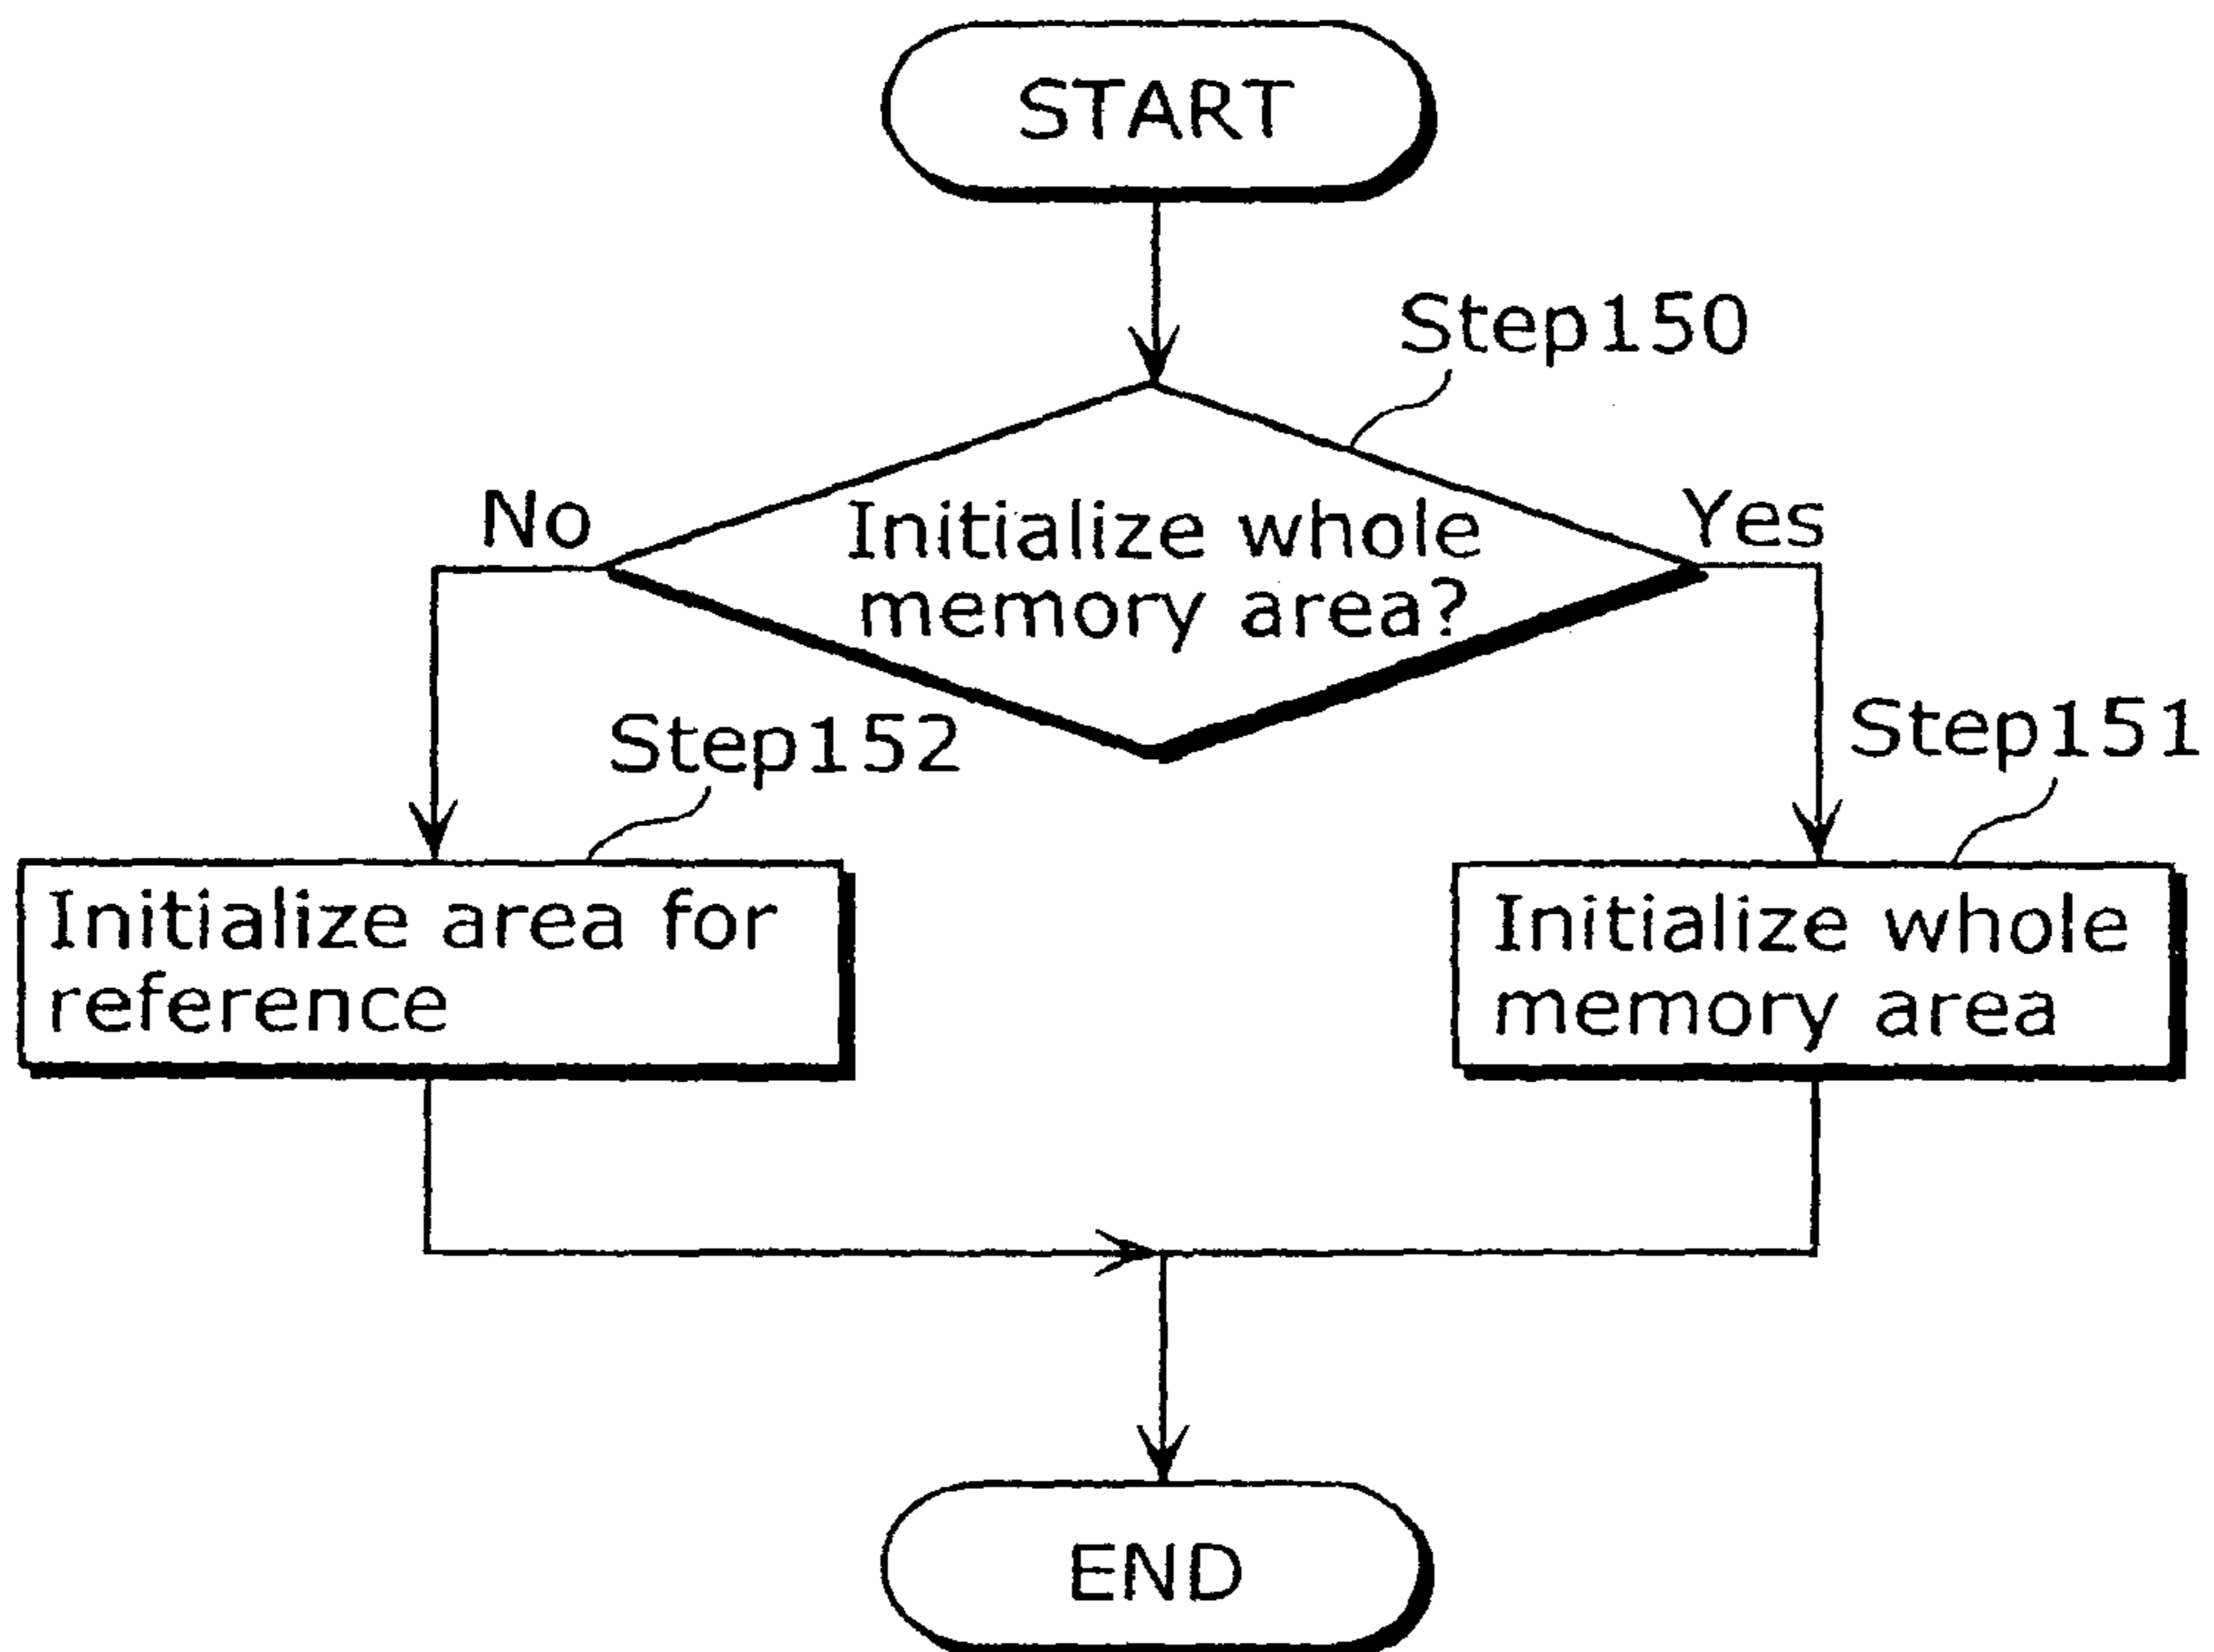 START
Step150
No
Initialize whole
Yes
memory area?
Step152
Step151
Initialize area for
reference
Initialize whole
memory area
END